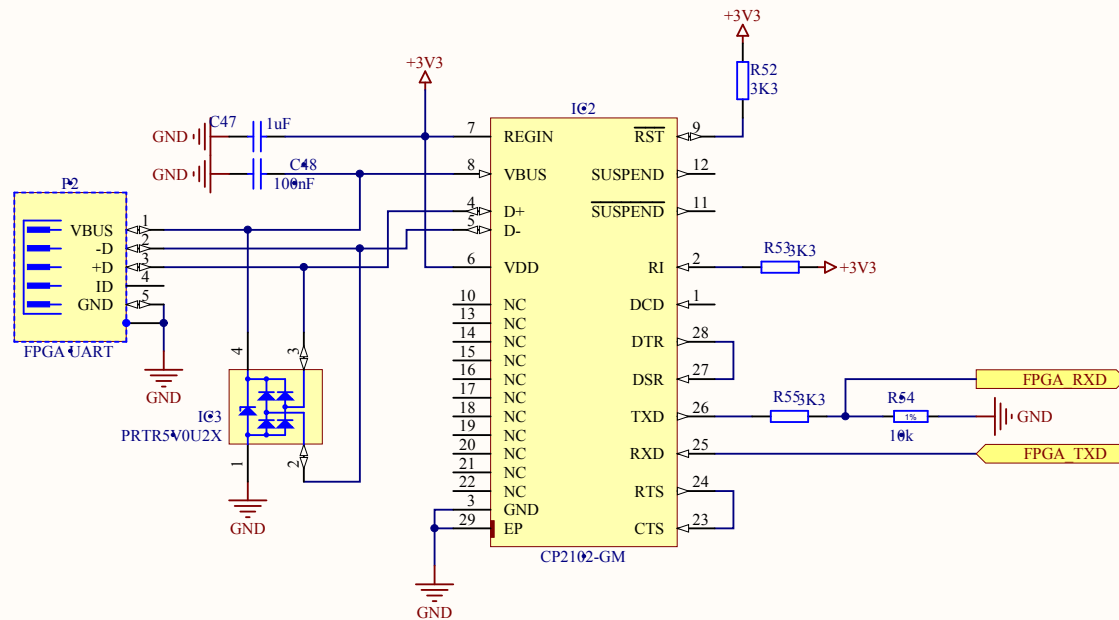 +3V3
R52
3K3
+3V3
C47
1uF
GND
C48
100nF
GND
IC2
7
REGIN
RST
9
8
VBUS
SUSPEND
12
4
D+
SUSPEND
11
5
D-
6
VDD
RI
2
R53
3K3
+3V3
10
NC
DCD
1
13
NC
14
NC
DTR
28
15
NC
16
NC
DSR
27
17
NC
18
NC
TXD
26
R55
3K3
R54
1%
10k
GND
FPGA_RXD
19
NC
20
NC
RXD
25
FPGA_TXD
21
NC
22
NC
RTS
24
3
GND
29
EP
CTS
23
CP2102-GM
GND
P2
VBUS
1
-D
2
+D
3
ID
4
GND
5
FPGA UART
GND
4
3
IC3
PRTR5V0U2X
1
2
GND